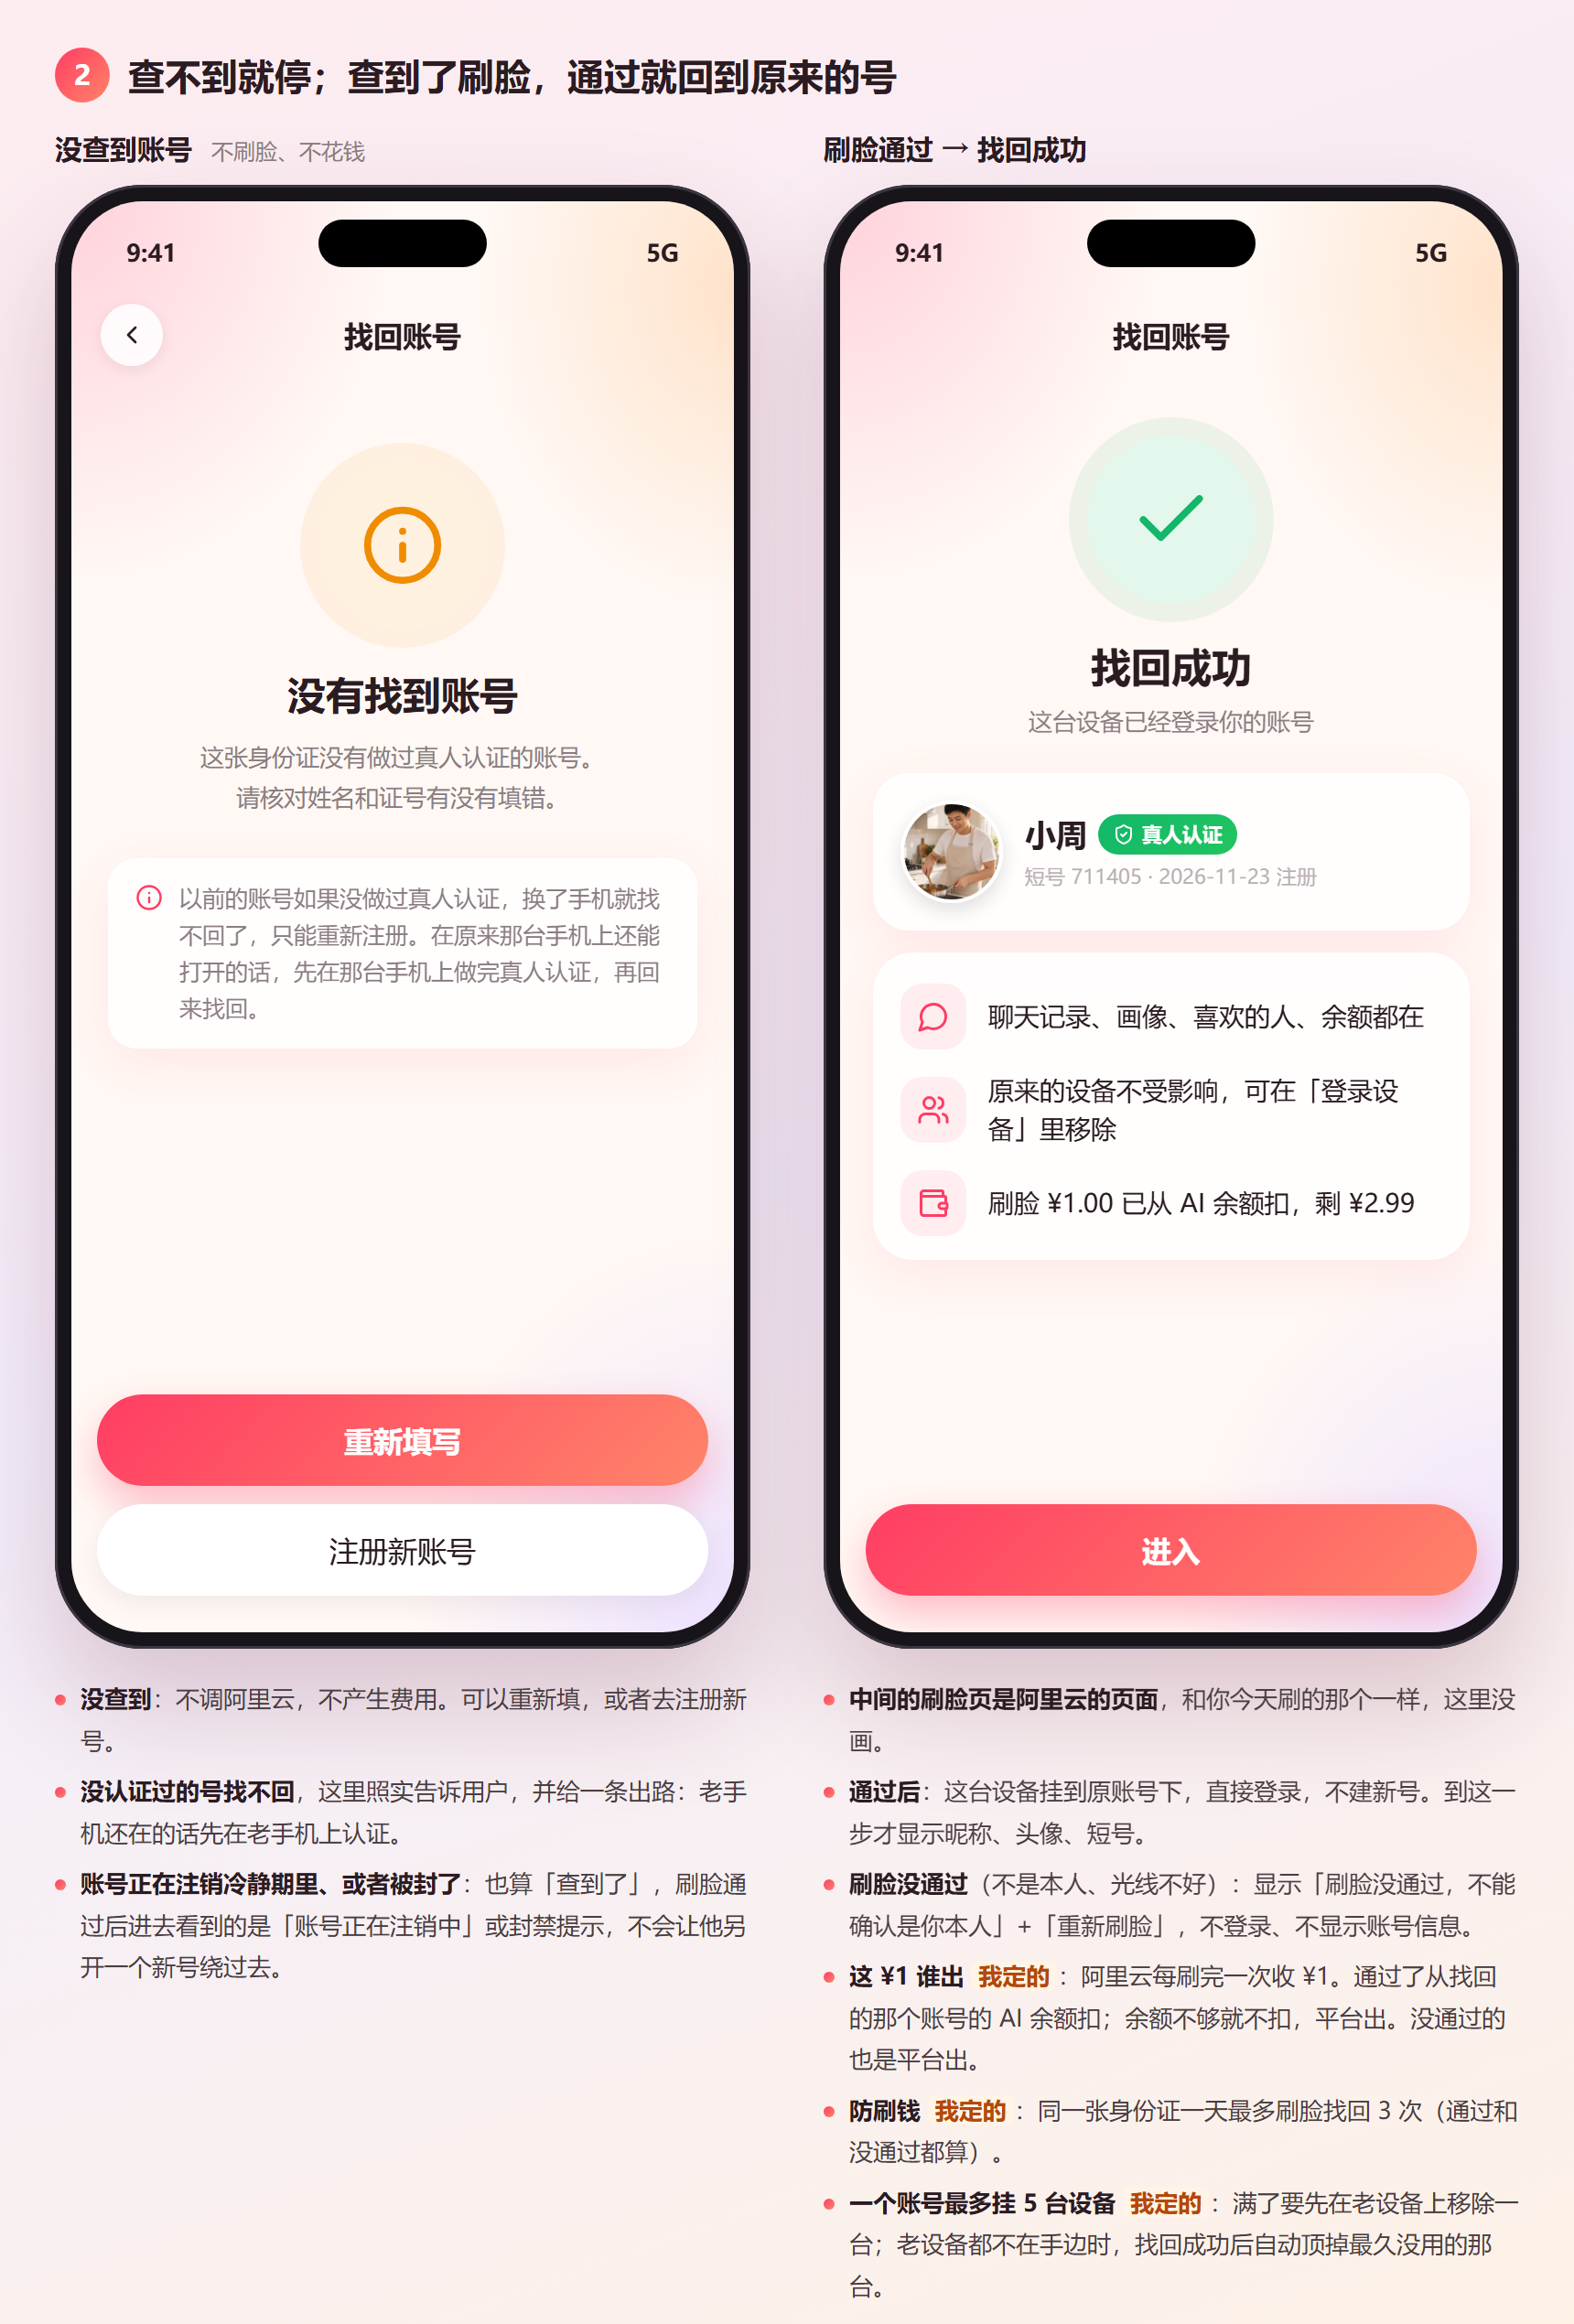 2 查不到就停；查到了刷脸，通过就回到原来的号
没查到账号 不刷脸、不花钱
9:41
5G
找回账号
没有找到账号
这张身份证没有做过真人认证的账号。
请核对姓名和证号有没有填错。
以前的账号如果没做过真人认证，换了手机就找
不回了，只能重新注册。在原来那台手机上还能
打开的话，先在那台手机上做完真人认证，再回
来找回。
重新填写
注册新账号
没查到：不调阿里云，不产生费用。可以重新填，或者去注册新
号。
没认证过的号找不回，这里照实告诉用户，并给一条出路：老手
机还在的话先在老手机上认证。
账号正在注销冷静期里、或者被封了：也算「查到了」，刷脸通
过后进去看到的是「账号正在注销中」或封禁提示，不会让他另
开一个新号绕过去。
刷脸通过 → 找回成功
9:41
5G
找回账号
找回成功
这台设备已经登录你的账号
小周 真人认证
短号 711405 · 2026-11-23 注册
聊天记录、画像、喜欢的人、余额都在
原来的设备不受影响，可在「登录设
备」里移除
刷脸 ¥1.00 已从 AI 余额扣，剩 ¥2.99
进入
中间的刷脸页是阿里云的页面，和你今天刷的那个一样，这里没
画。
通过后：这台设备挂到原账号下，直接登录，不建新号。到这一
步才显示昵称、头像、短号。
刷脸没通过（不是本人、光线不好）：显示「刷脸没通过，不能
确认是你本人」+「重新刷脸」，不登录、不显示账号信息。
这 ¥1 谁出 我定的：阿里云每刷完一次收 ¥1。通过了从找回
的那个账号的 AI 余额扣；余额不够就不扣，平台出。没通过的
也是平台出。
防刷钱 我定的：同一张身份证一天最多刷脸找回 3 次（通过和
没通过都算）。
一个账号最多挂 5 台设备 我定的：满了要先在老设备上移除一
台；老设备都不在手边时，找回成功后自动顶掉最久没用的那
台。